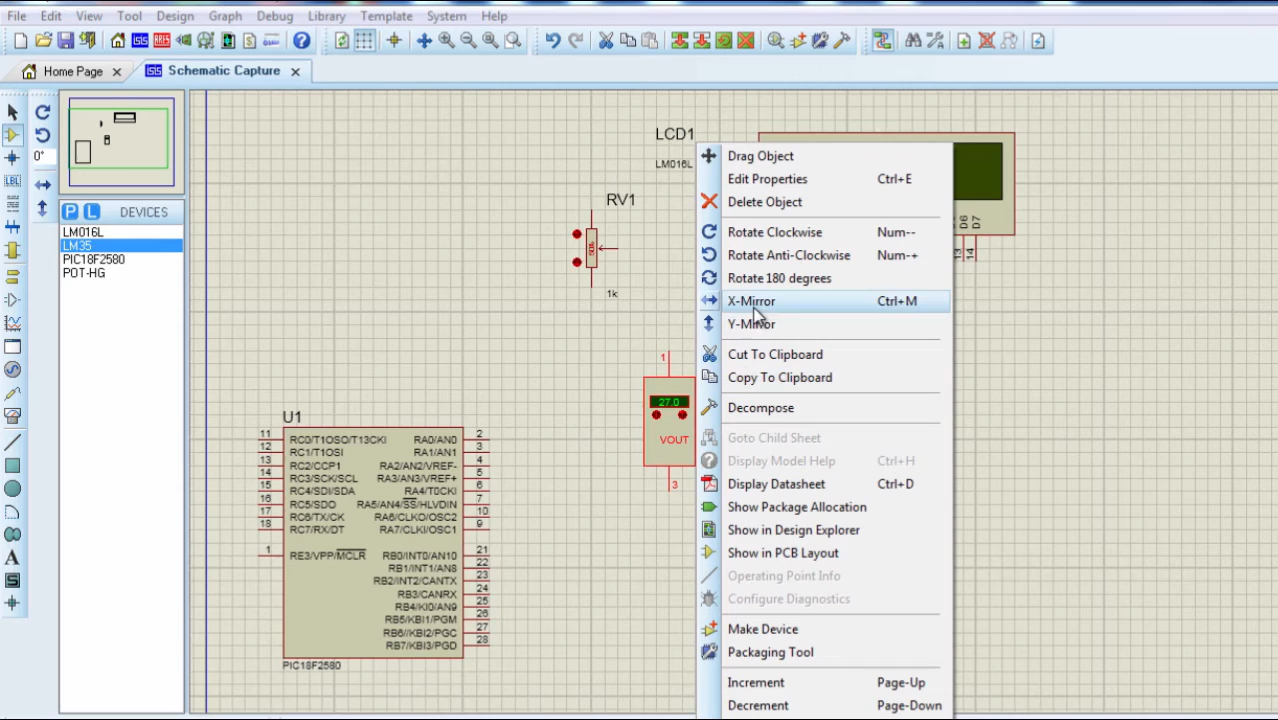 File Edit View Tool Design Graph Debug Library Template System Help
Home Page Schematic Capture
0°
LBL
P L DEVICES
LM016L
LM35
PIC18F2580
POT-HG
LCD1
LM016L
RV1
50%
1k
D6 D7
13 14
1
27.0
VOUT
3
U1
11 RC0/T1OSO/T13CKI RA0/AN0 2
12 RC1/T1OSI RA1/AN1 3
13 RC2/CCP1 RA2/AN2/VREF- 4
14 RC3/SCK/SCL RA3/AN3/VREF+ 5
15 RC4/SDI/SDA RA4/T0CKI 6
16 RC5/SDO RA5/AN4/SS/HLVDIN 7
17 RC6/TX/CK RA6/CLKO/OSC2 10
18 RC7/RX/DT RA7/CLKI/OSC1 9
1 RE3/VPP/MCLR RB0/INT0/AN10 21
RB1/INT1/AN8 22
RB2/INT2/CANTX 23
RB3/CANRX 24
RB4/KI0/AN9 25
RB5/KBI1/PGM 26
RB6//KBI2/PGC 27
RB7/KBI3/PGD 28
PIC18F2580
Drag Object
Edit Properties Ctrl+E
Delete Object
Rotate Clockwise Num--
Rotate Anti-Clockwise Num-+
Rotate 180 degrees
X-Mirror Ctrl+M
Y-Mirror
Cut To Clipboard
Copy To Clipboard
Decompose
Goto Child Sheet
Display Model Help Ctrl+H
Display Datasheet Ctrl+D
Show Package Allocation
Show in Design Explorer
Show in PCB Layout
Operating Point Info
Configure Diagnostics
Make Device
Packaging Tool
Increment Page-Up
Decrement Page-Down